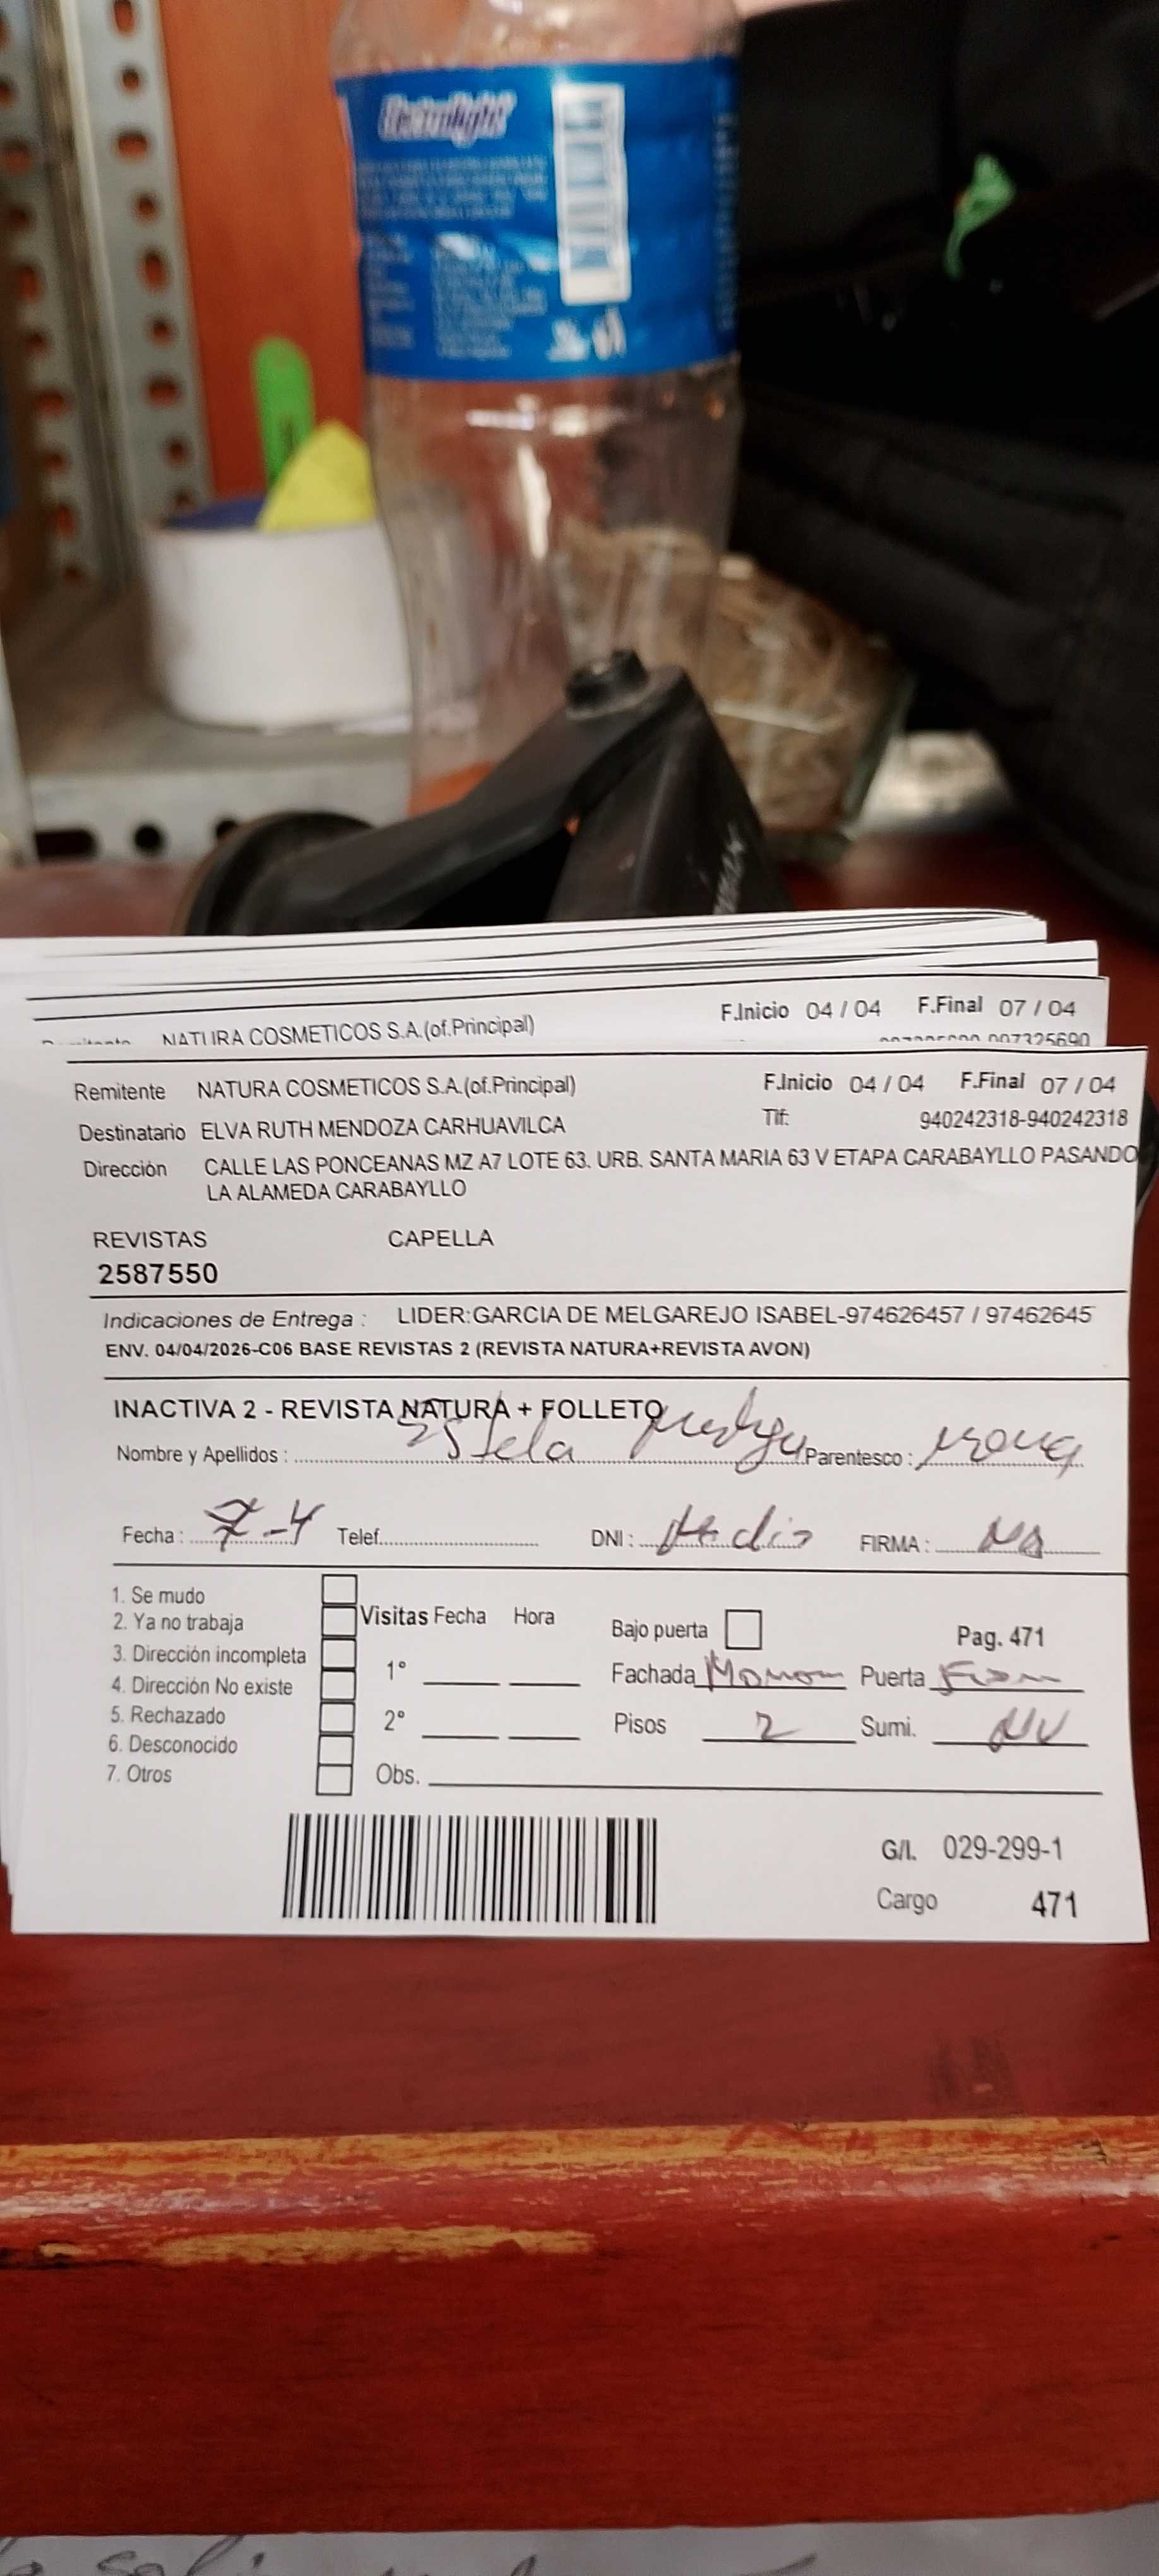 Electrolight
NATURA COSMETICOS S.A.(of.Principal) F.Inicio 04 / 04 F.Final 07 / 04
007325690
Remitente NATURA COSMETICOS S.A.(of.Principal) F.Inicio 04 / 04 F.Final 07 / 04
Destinatario ELVA RUTH MENDOZA CARHUAVILCA Tlf: 940242318-940242318
Dirección CALLE LAS PONCEANAS MZ A7 LOTE 63. URB. SANTA MARIA 63 V ETAPA CARABAYLLO PASANDO
LA ALAMEDA CARABAYLLO
REVISTAS CAPELLA
2587550
Indicaciones de Entrega : LIDER:GARCIA DE MELGAREJO ISABEL-974626457 / 97462645
ENV. 04/04/2026-C06 BASE REVISTAS 2 (REVISTA NATURA+REVISTA AVON)
INACTIVA 2 - REVISTA NATURA + FOLLETO
Nombre y Apellidos : Estela Parentesco :
Fecha : 7-4 Telef. DNI : FIRMA :
1. Se mudo
2. Ya no trabaja Visitas Fecha Hora Bajo puerta Pag. 471
3. Dirección incompleta
4. Dirección No existe 1° Fachada Puerta
5. Rechazado
6. Desconocido 2° Pisos 2 Sumi. NV
7. Otros Obs.
G/I. 029-299-1
Cargo 471